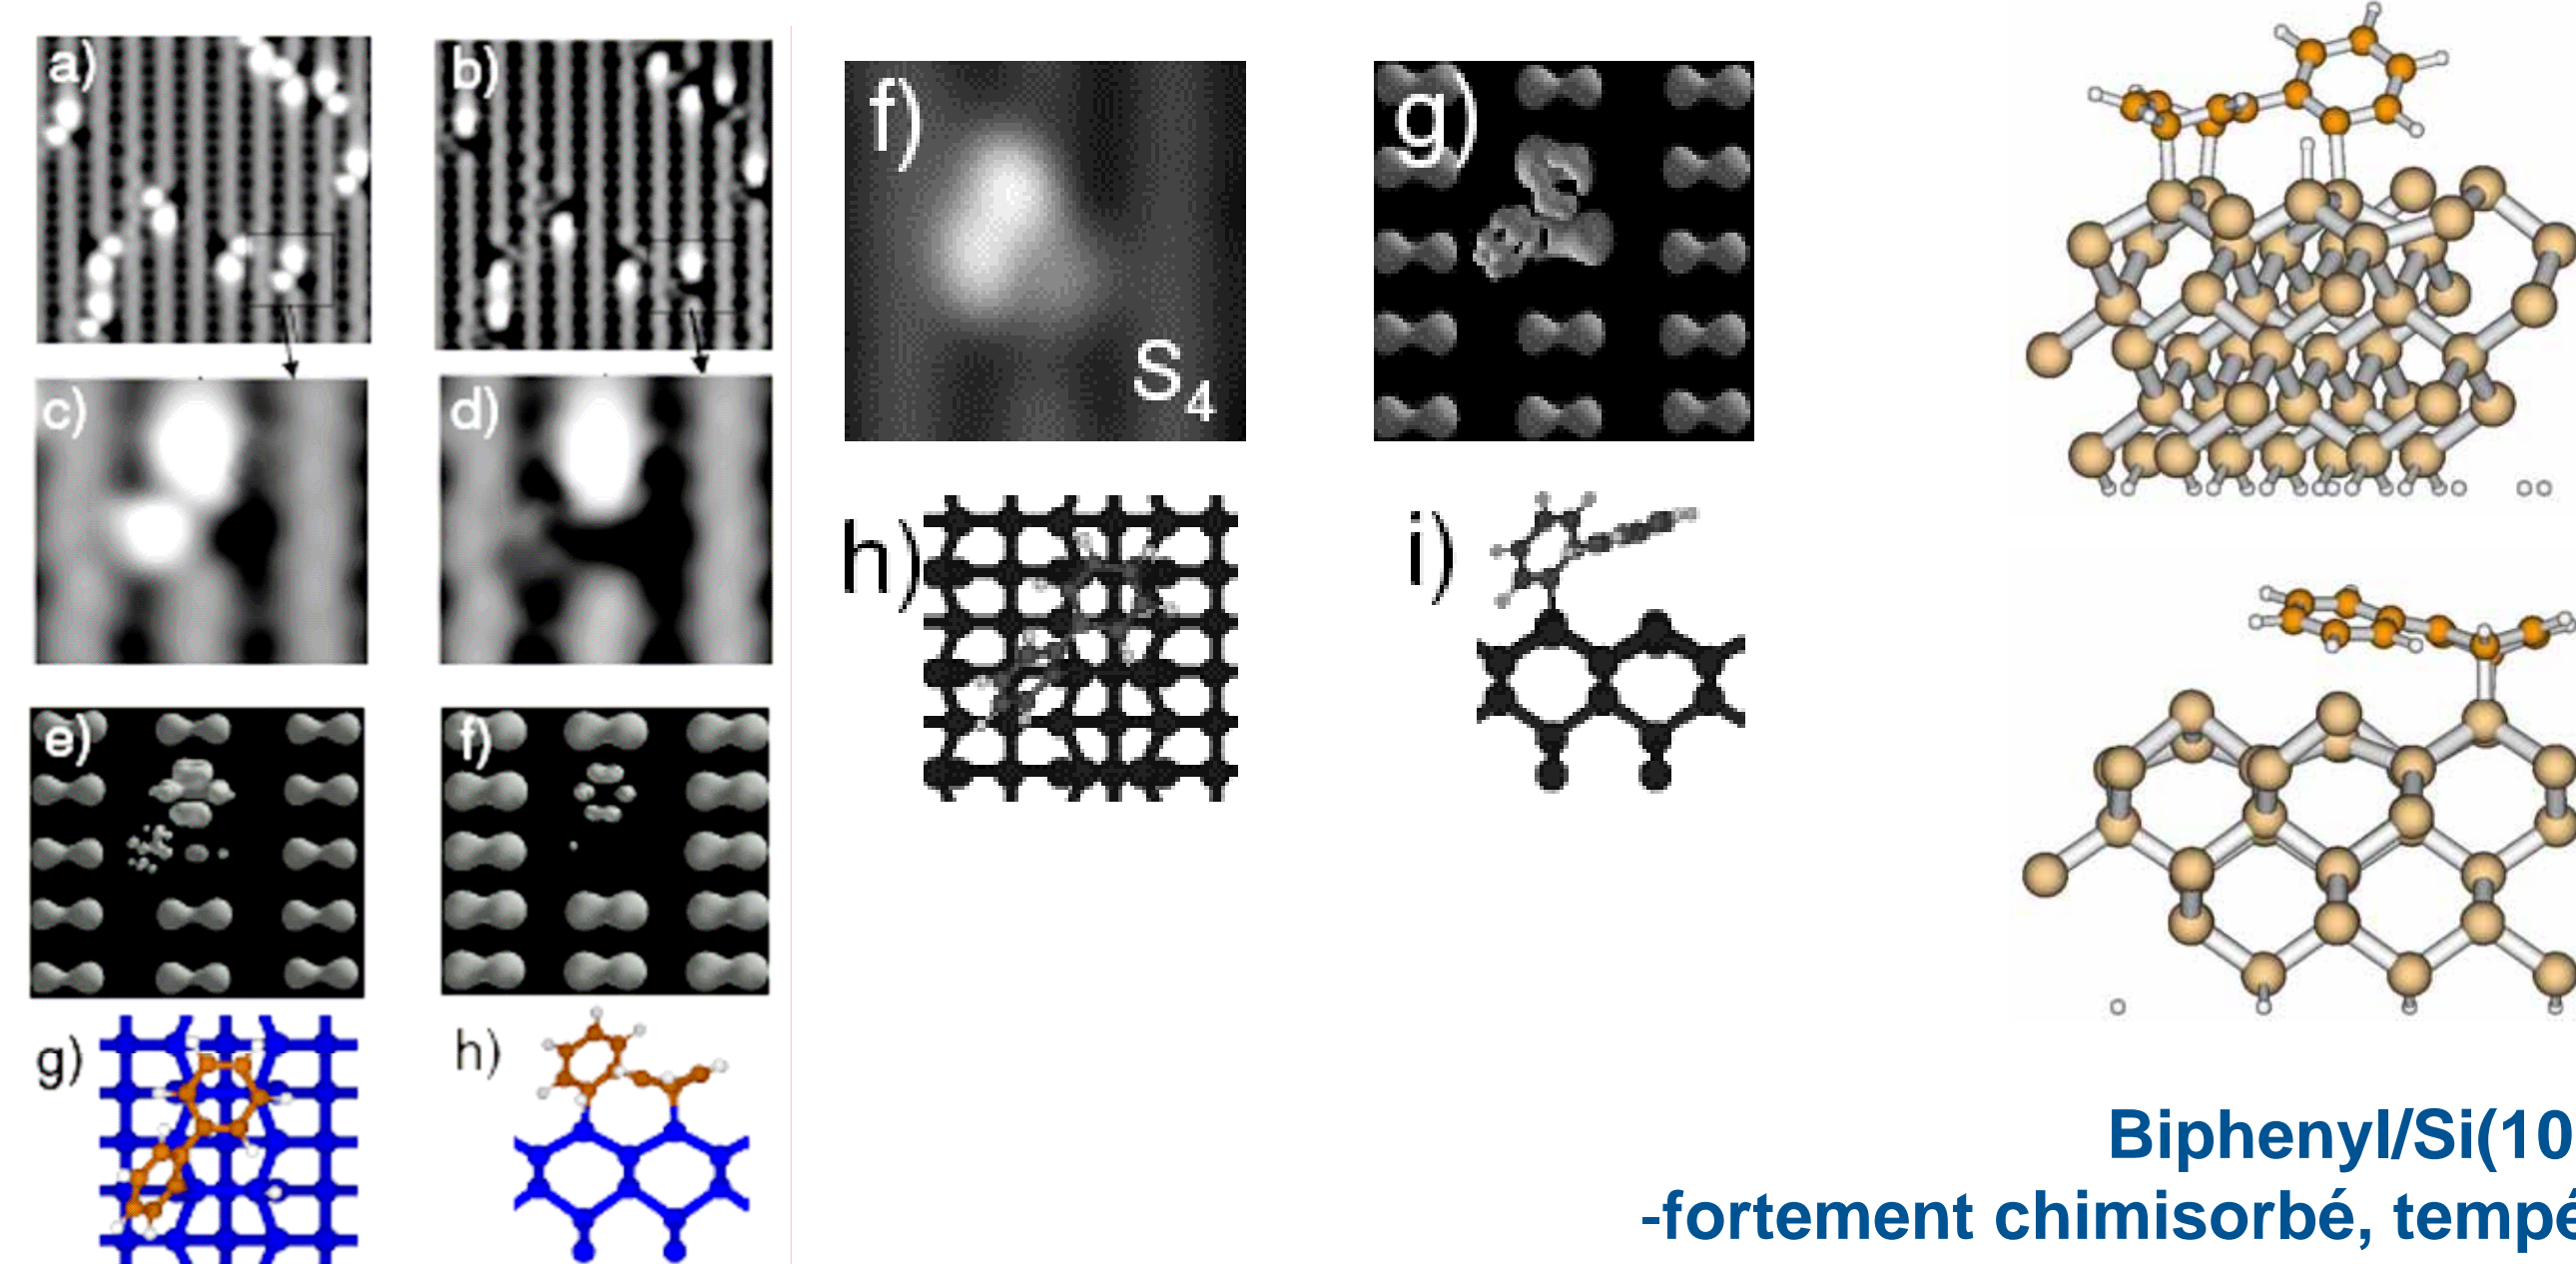 a)
b)
c)
d)
e)
f)
g)
h)
f)
S4
g)
h)
i)
Biphenyl/Si(10
-fortement chimisorbé, tempé